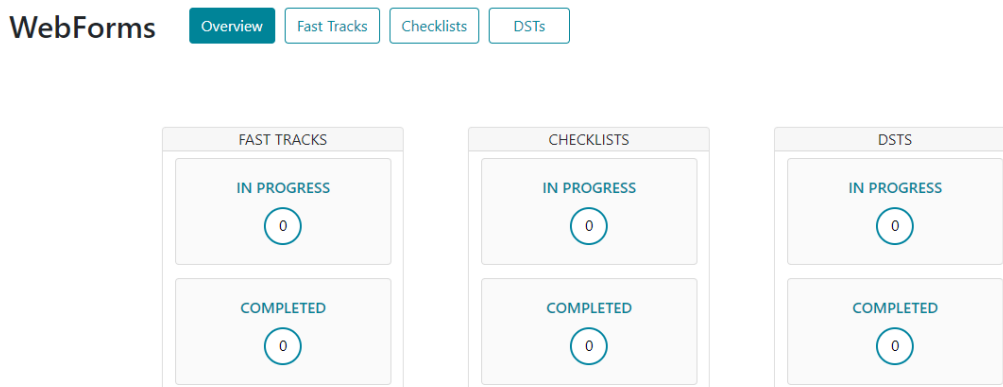 WebForms Overview Fast Tracks Checklists DSTs
FAST TRACKS CHECKLISTS DSTS
IN PROGRESS IN PROGRESS IN PROGRESS
0 0 0
COMPLETED COMPLETED COMPLETED
0 0 0